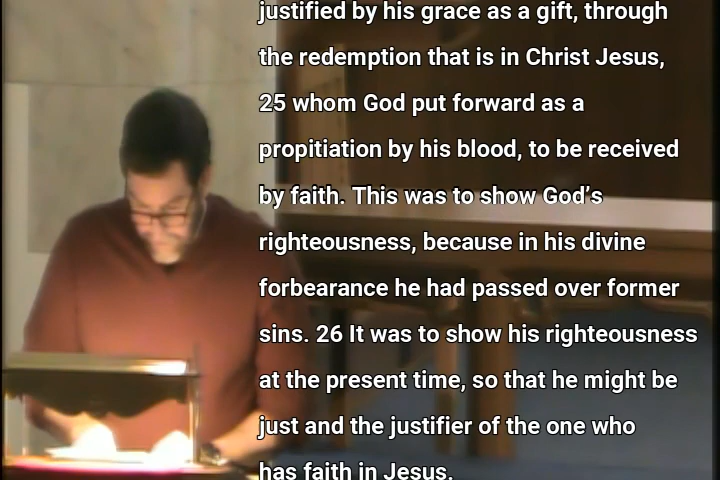 justified by his grace as a gift, through
the redemption that is in Christ Jesus,
25 whom God put forward as a
propitiation by his blood, to be received
by faith. This was to show God’s
righteousness, because in his divine
forbearance he had passed over former
sins. 26 It was to show his righteousness
at the present time, so that he might be
just and the justifier of the one who
has faith in Jesus.